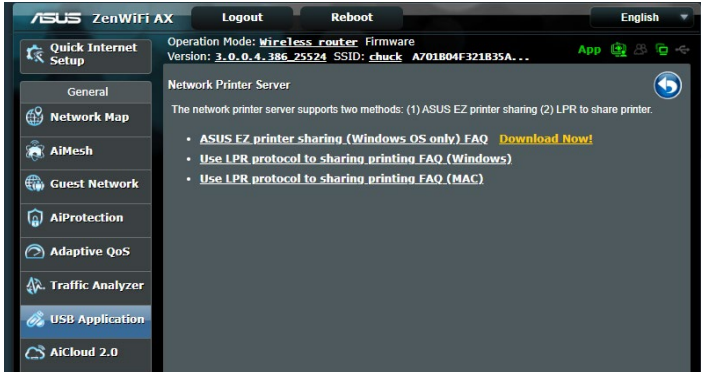 ASUS ZenWiFi AX Logout Reboot English
Quick Internet Setup
Operation Mode: Wireless router Firmware
Version: 3.0.0.4.386_25524 SSID: chuck A701B04F321B35A...
App
General
Network Map
AiMesh
Guest Network
AiProtection
Adaptive QoS
Traffic Analyzer
USB Application
AiCloud 2.0
Network Printer Server
The network printer server supports two methods: (1) ASUS EZ printer sharing (2) LPR to share printer.
ASUS EZ printer sharing (Windows OS only) FAQ Download Now!
Use LPR protocol to sharing printing FAQ (Windows)
Use LPR protocol to sharing printing FAQ (MAC)